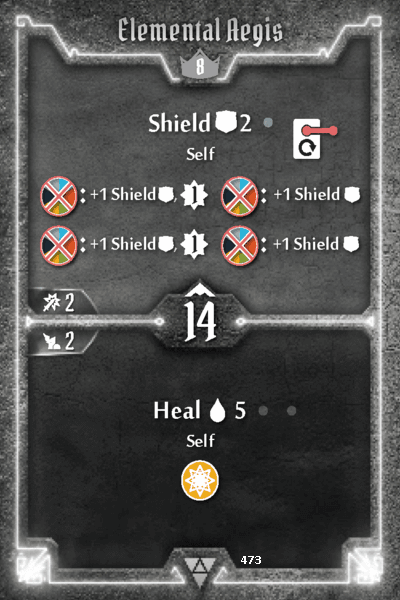 Elemental Aegis
8
Shield 2
Self
: +1 Shield, 1 : +1 Shield
: +1 Shield, 1 : +1 Shield
2
14
2
Heal 5
Self
473